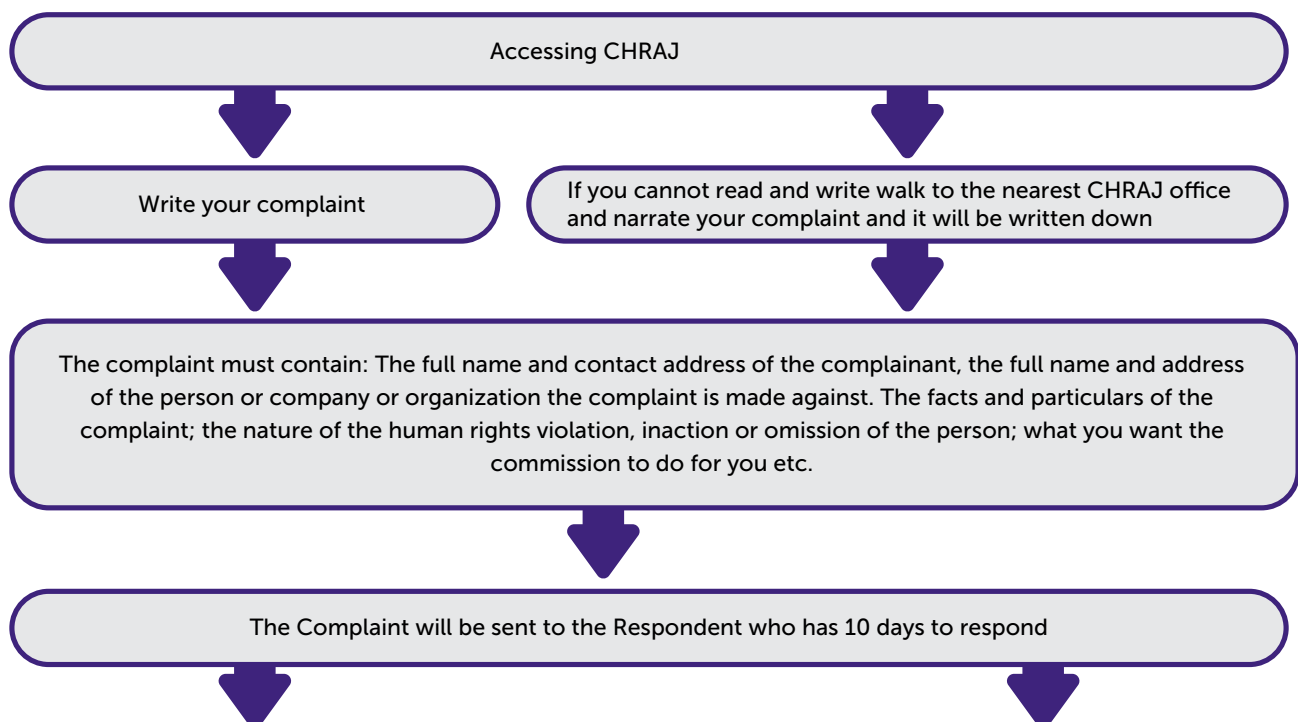 Accessing CHRAJ
Write your complaint
If you cannot read and write walk to the nearest CHRAJ office
and narrate your complaint and it will be written down
The complaint must contain: The full name and contact address of the complainant, the full name and address
of the person or company or organization the complaint is made against. The facts and particulars of the
complaint; the nature of the human rights violation, inaction or omission of the person; what you want the
commission to do for you etc.
The Complaint will be sent to the Respondent who has 10 days to respond